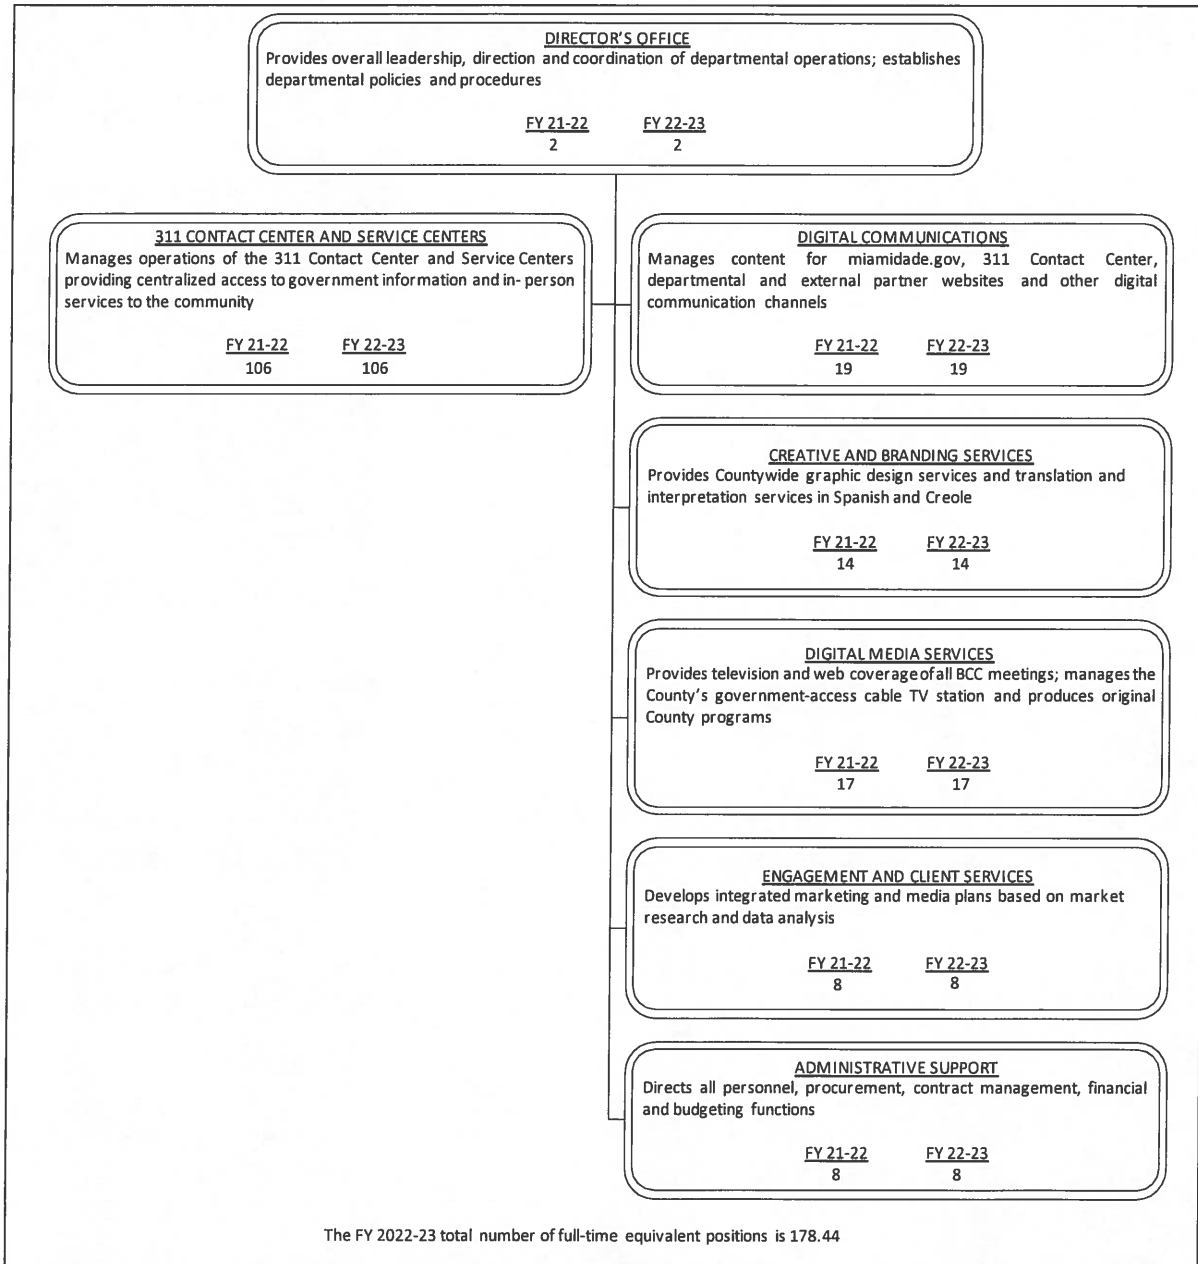 DIRECTOR'S OFFICE
Provides overall leadership, direction and coordination of departmental operations; establishes
departmental policies and procedures
FY 21-22 FY 22-23
2 2
311 CONTACT CENTER AND SERVICE CENTERS
Manages operations of the 311 Contact Center and Service Centers
providing centralized access to government information and in- person
services to the community
FY 21-22 FY 22-23
106 106
DIGITAL COMMUNICATIONS
Manages content for miamidade.gov, 311 Contact Center,
departmental and external partner websites and other digital
communication channels
FY 21-22 FY 22-23
19 19
CREATIVE AND BRANDING SERVICES
Provides Countywide graphic design services and translation and
interpretation services in Spanish and Creole
FY 21-22 FY 22-23
14 14
DIGITAL MEDIA SERVICES
Provides television and web coverage of all BCC meetings; manages the
County's government-access cable TV station and produces original
County programs
FY 21-22 FY 22-23
17 17
ENGAGEMENT AND CLIENT SERVICES
Develops integrated marketing and media plans based on market
research and data analysis
FY 21-22 FY 22-23
8 8
ADMINISTRATIVE SUPPORT
Directs all personnel, procurement, contract management, financial
and budgeting functions
FY 21-22 FY 22-23
8 8
The FY 2022-23 total number of full-time equivalent positions is 178.44